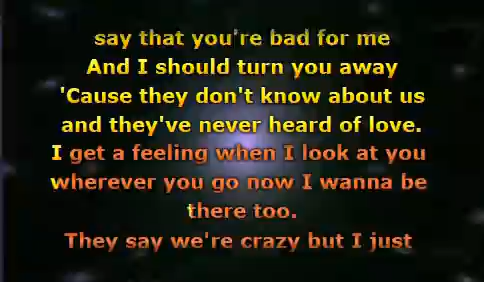 say that you're bad for me
And I should turn you away
'Cause they don't know about us
and they've never heard of love.
I get a feeling when I look at you
wherever you go now I wanna be
there too.
They say we're crazy but I just